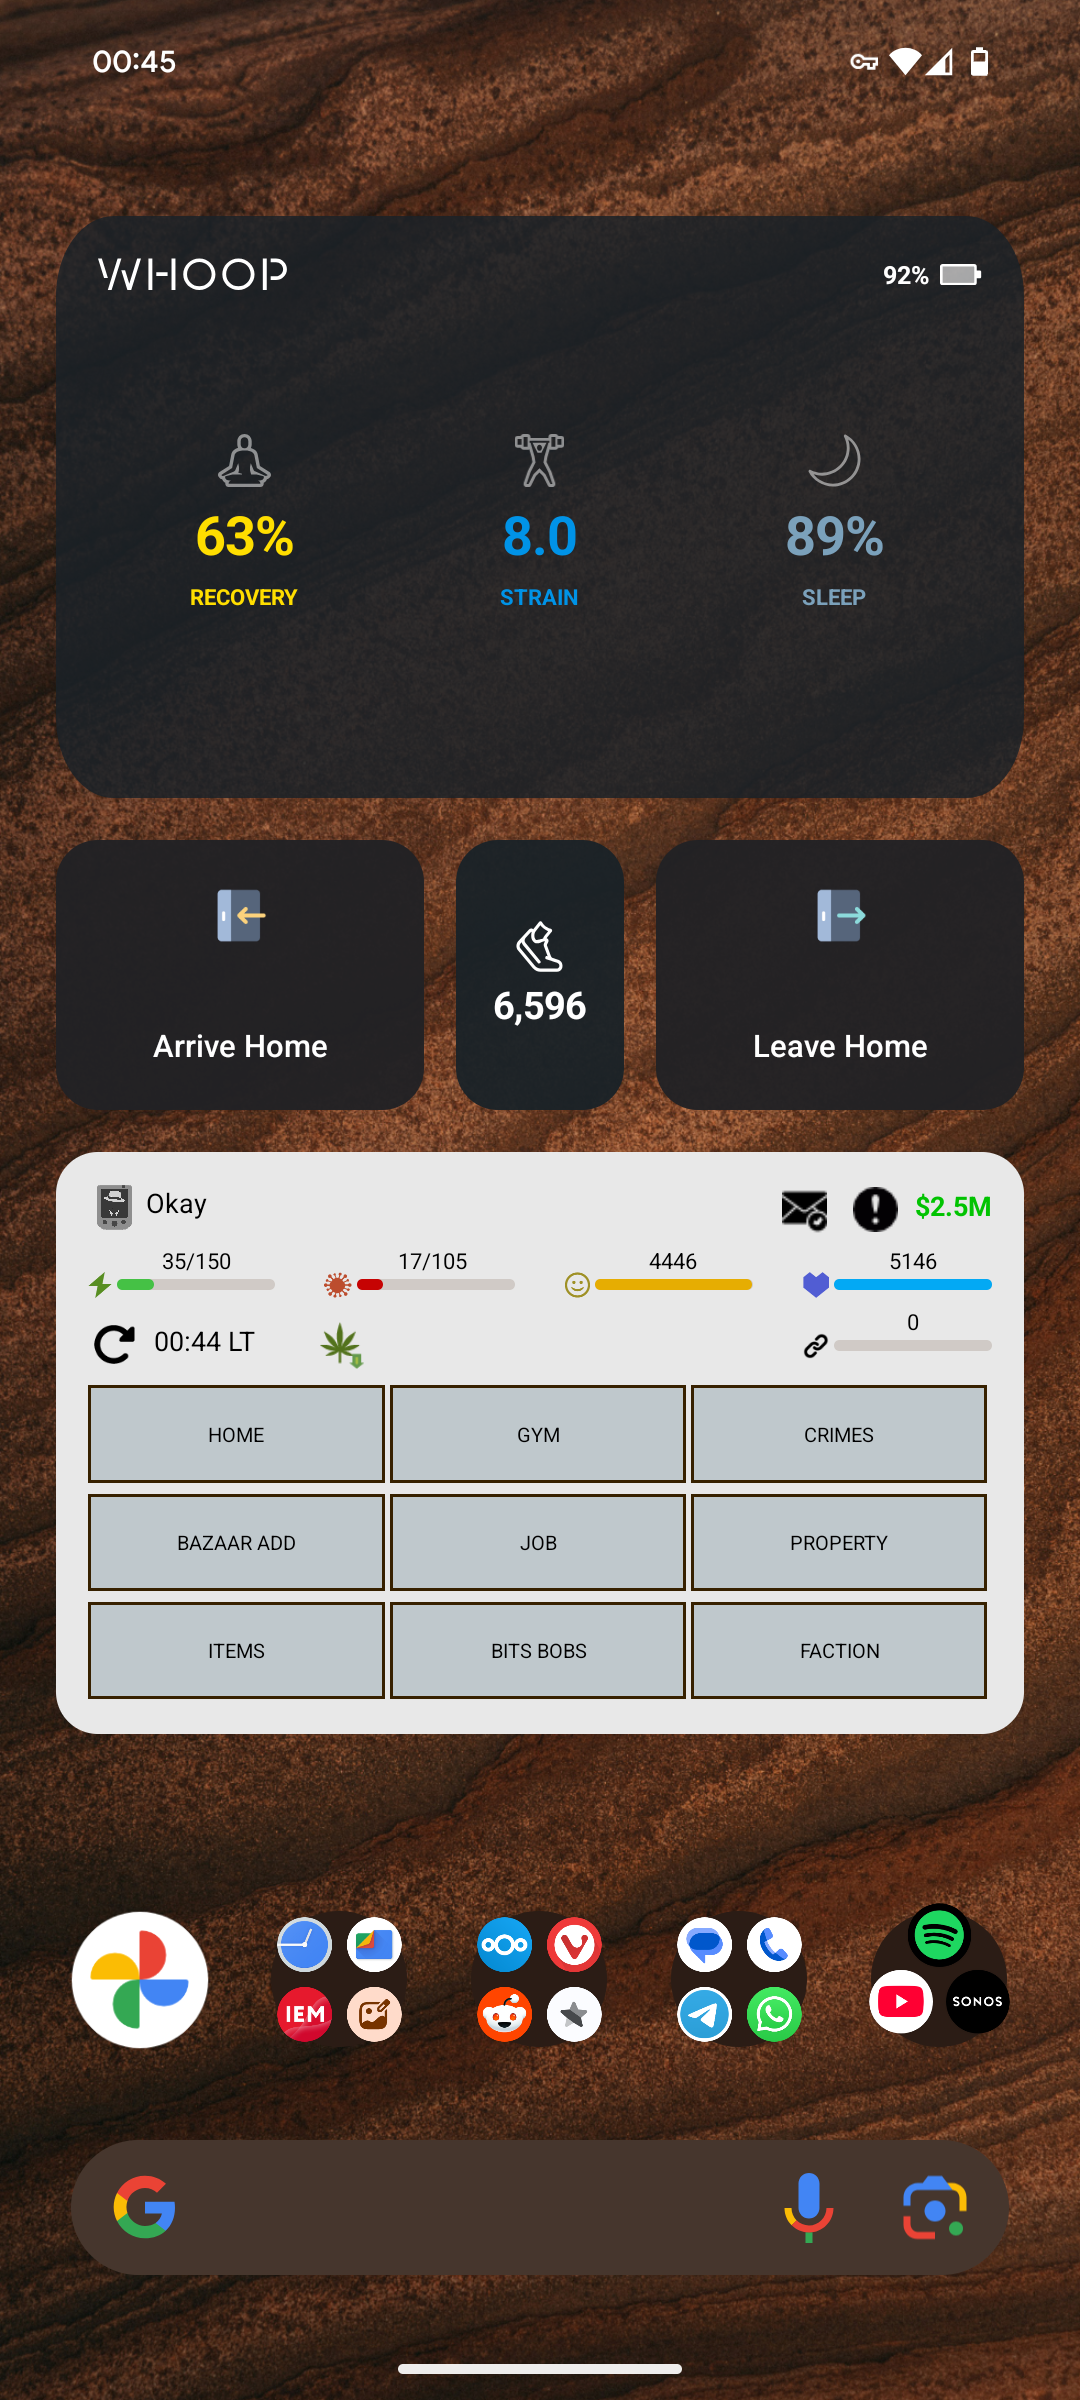 00:45
WHOOP
92%
63%
8.0
89%
RECOVERY
STRAIN
SLEEP
Arrive Home
6,596
Leave Home
Okay
$2.5M
35/150
17/105
4446
5146
00:44 LT
0
HOME
GYM
CRIMES
BAZAAR ADD
JOB
PROPERTY
ITEMS
BITS BOBS
FACTION
IEM
SONOS